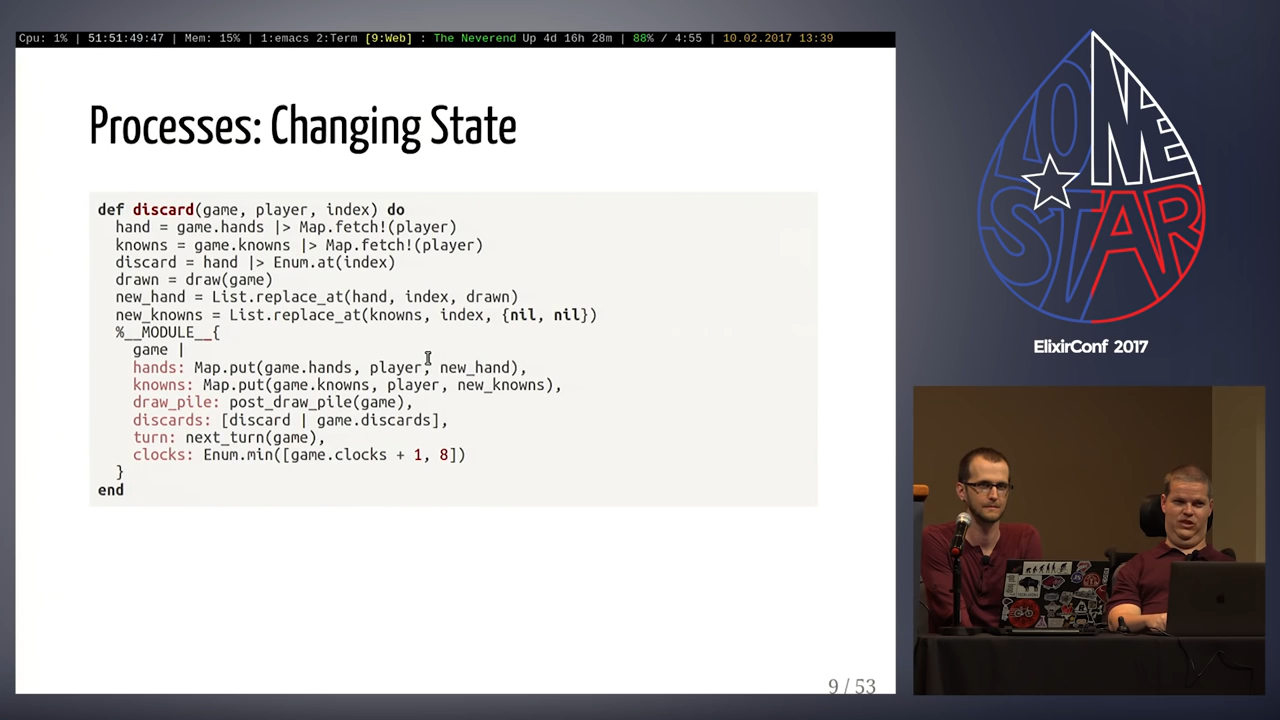 Cpu: 1% | 51:51:49:47 | Mem: 15% | 1:emacs 2:Term [9:Web] : The Neverend Up 4d 16h 28m | 88% / 4:55 | 10.02.2017 13:39
Processes: Changing State
def discard(game, player, index) do
hand = game.hands |> Map.fetch!(player)
knowns = game.knowns |> Map.fetch!(player)
discard = hand |> Enum.at(index)
drawn = draw(game)
new_hand = List.replace_at(hand, index, drawn)
new_knowns = List.replace_at(knowns, index, {nil, nil})
%__MODULE__{
game |
hands: Map.put(game.hands, player, new_hand),
knowns: Map.put(game.knowns, player, new_knowns),
draw_pile: post_draw_pile(game),
discards: [discard | game.discards],
turn: next_turn(game),
clocks: Enum.min([game.clocks + 1, 8])
}
end
9 / 53
LONE
STAR
ElixirConf 2017